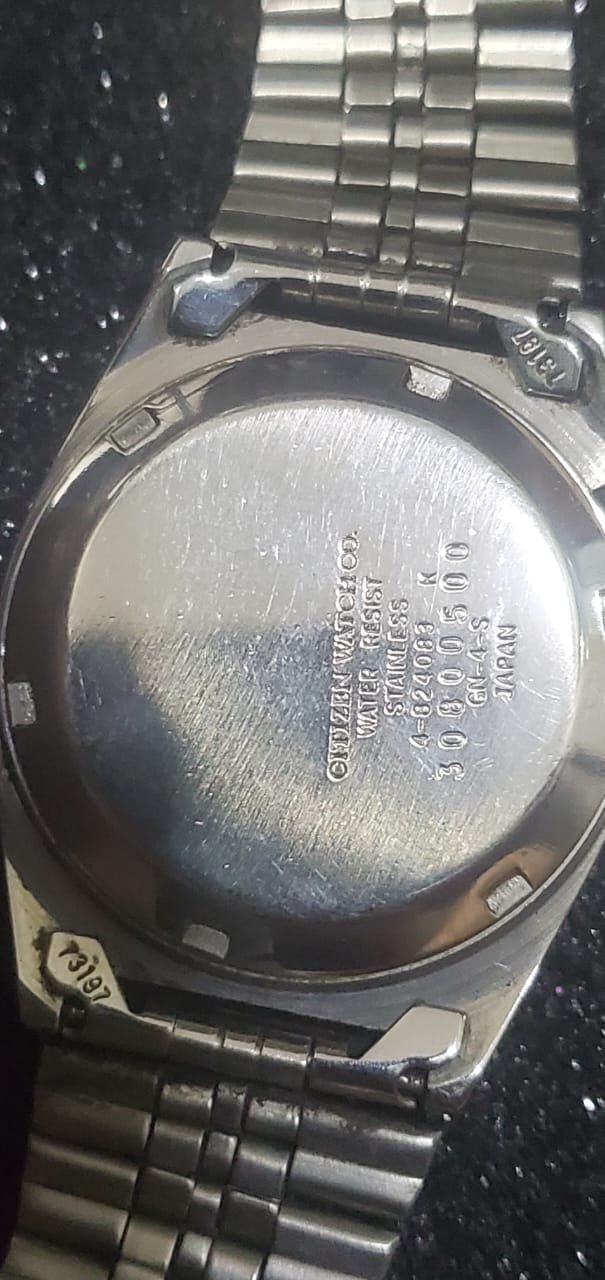 73197
CITIZEN WATCH CO.
WATER RESIST
STAINLESS
4-824083 K
30800500
GN-4-S
JAPAN
73197